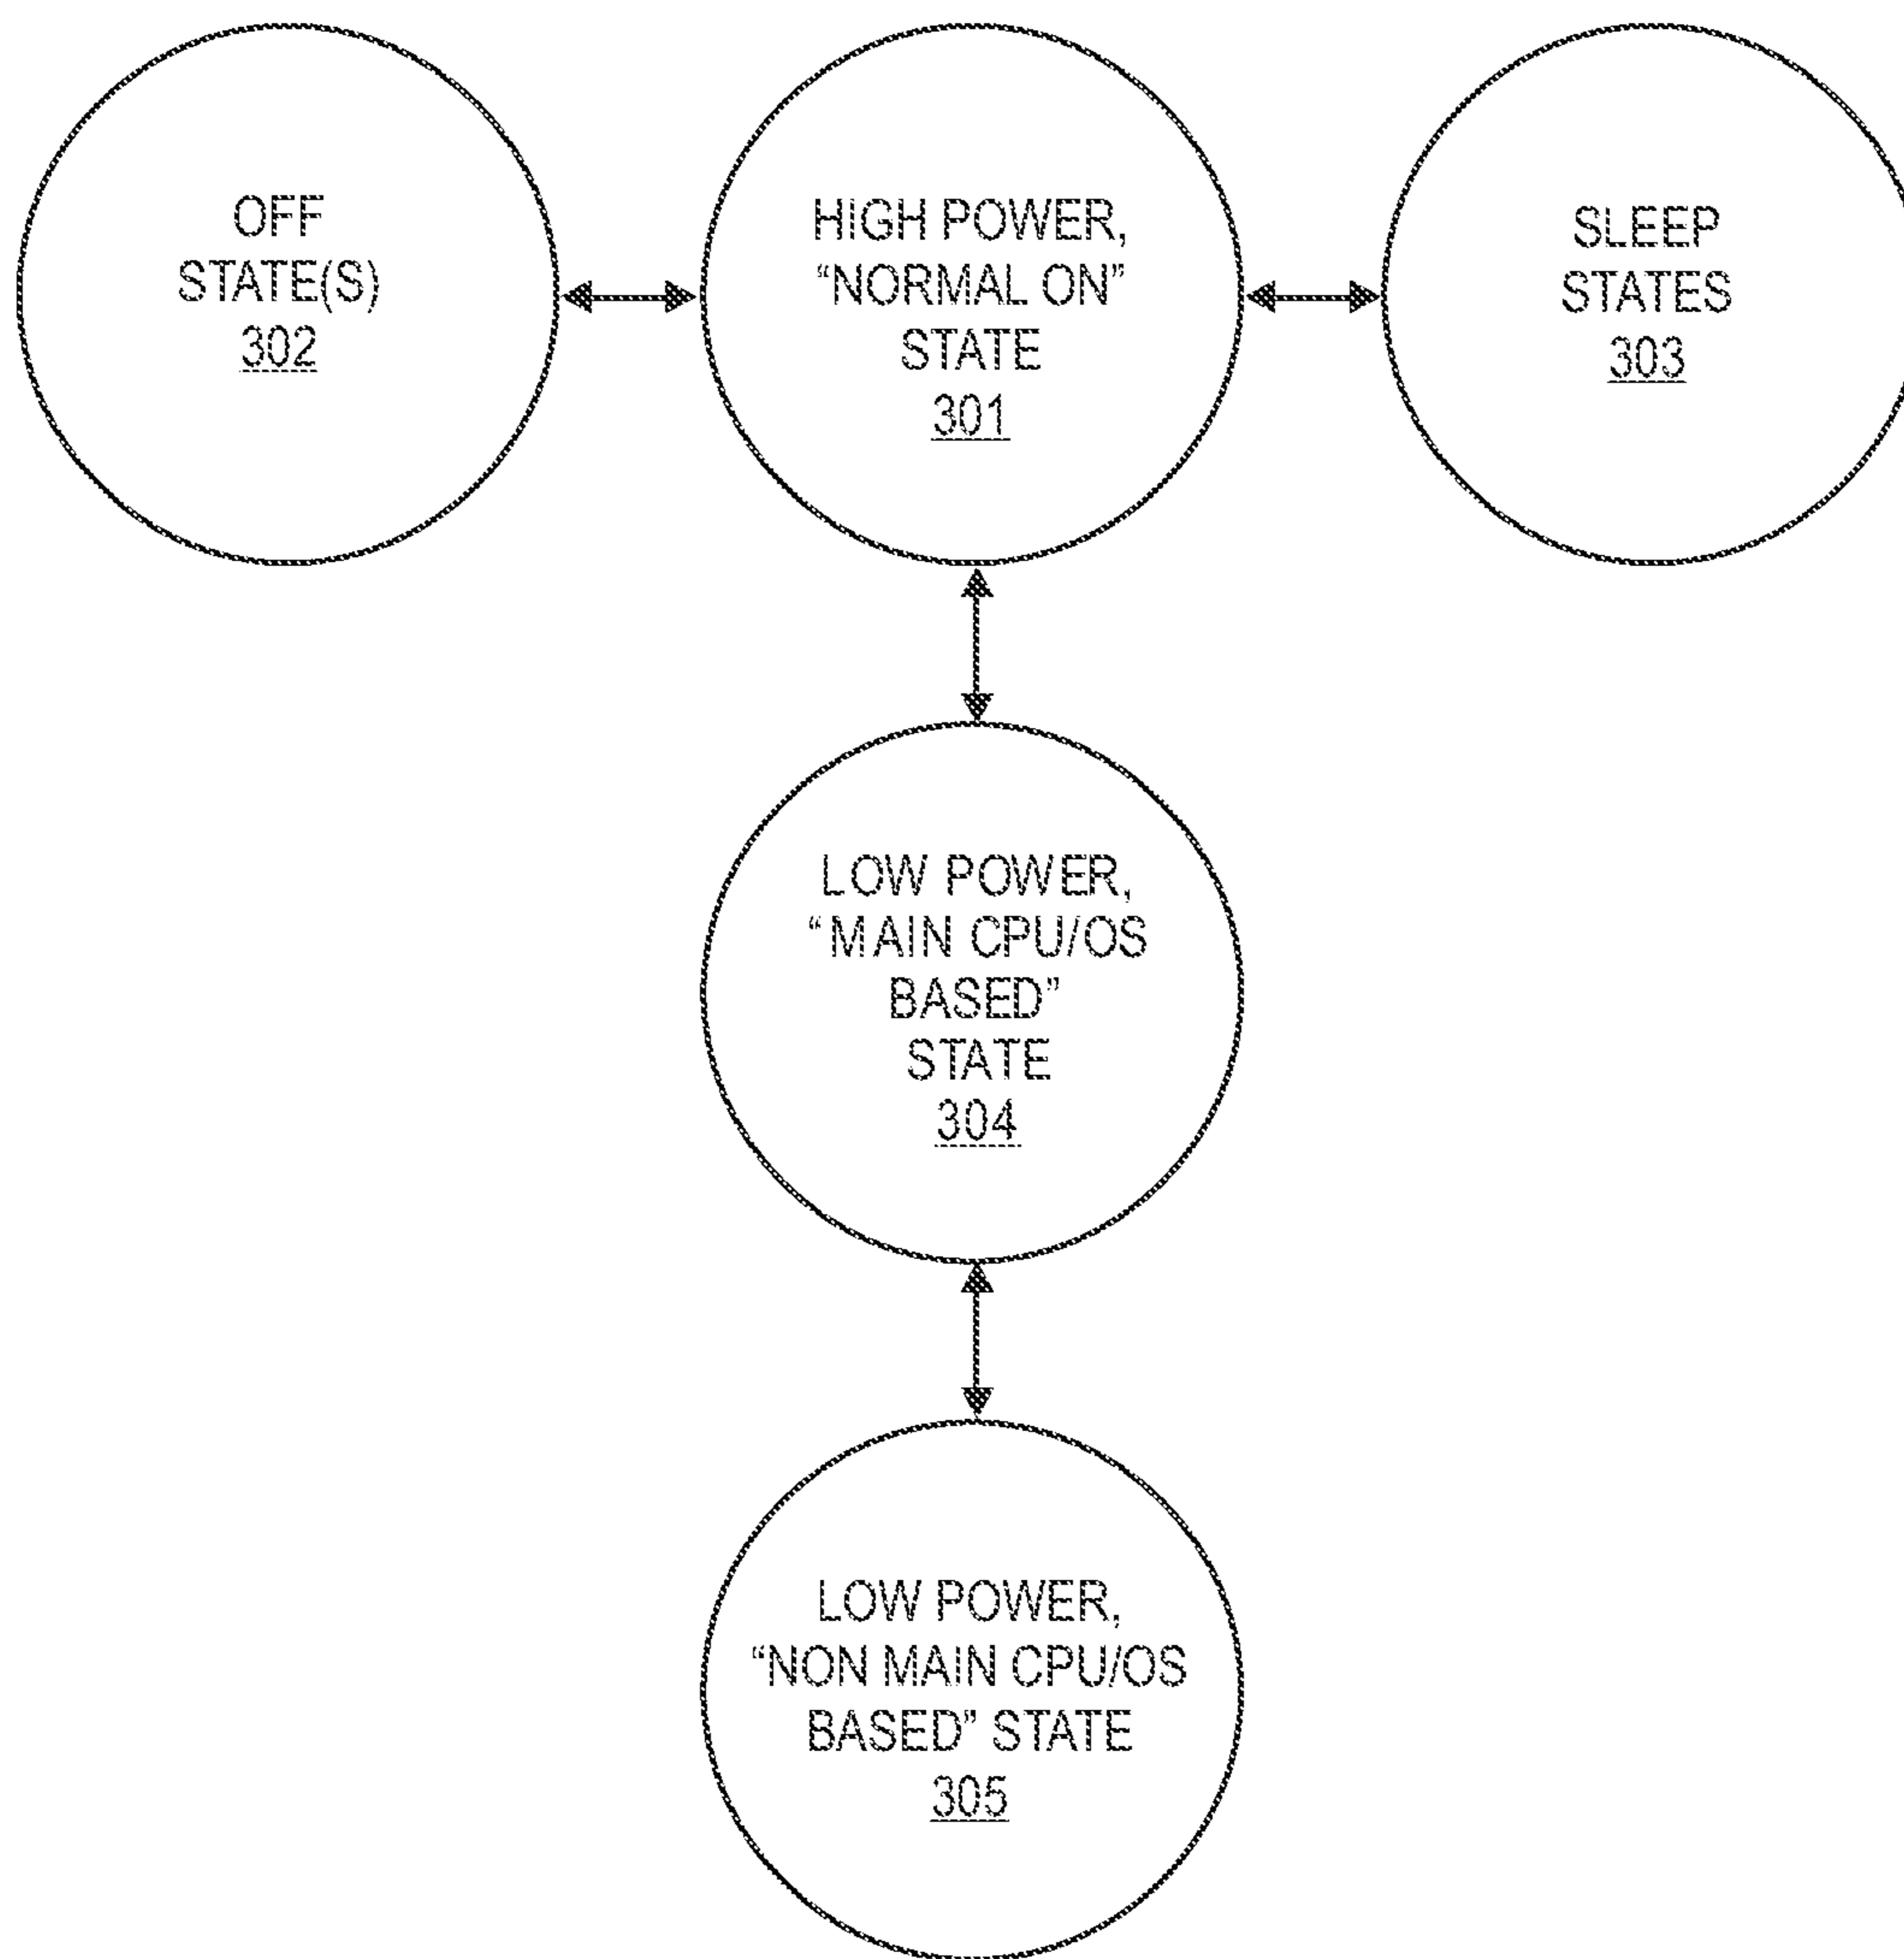 OFF
STATE(S)
302
HIGH POWER,
“NORMAL ON”
STATE
301
SLEEP
STATES
303
LOW POWER,
“MAIN CPU/OS
BASED”
STATE
304
LOW POWER,
“NON MAIN CPU/OS
BASED” STATE
305